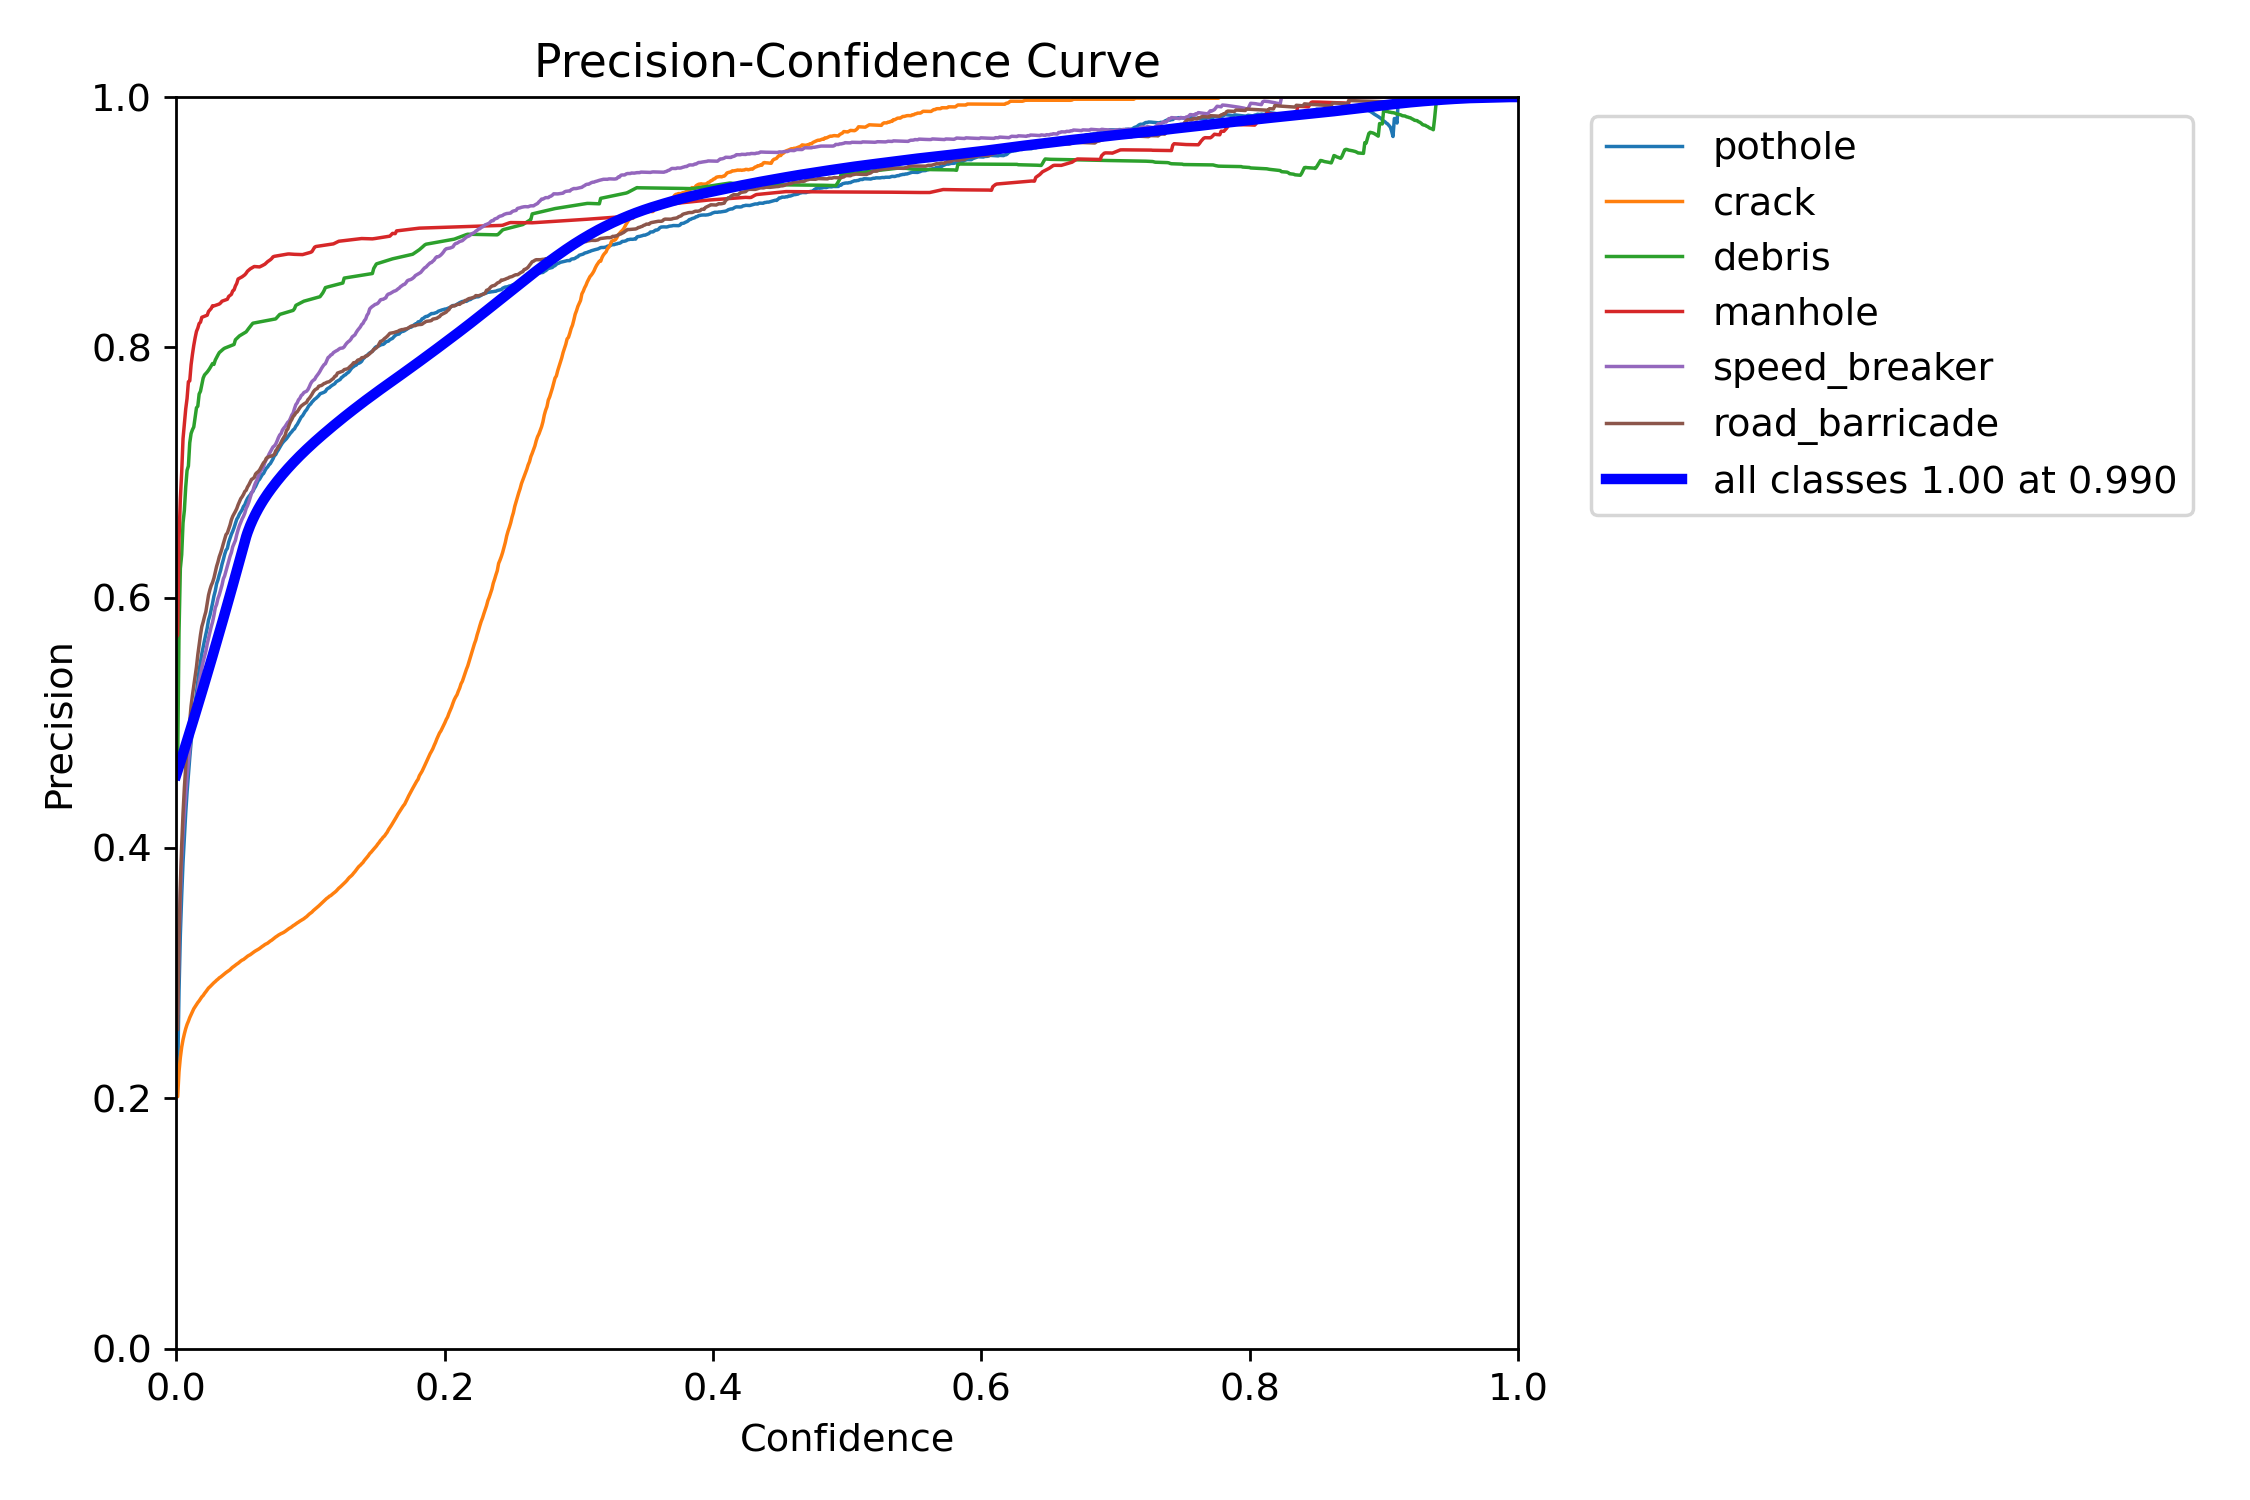 Precision-Confidence Curve
1.0
0.8
0.6
0.4
0.2
0.0
Precision
0.0 0.2 0.4 0.6 0.8 1.0
Confidence
pothole
crack
debris
manhole
speed_breaker
road_barricade
all classes 1.00 at 0.990